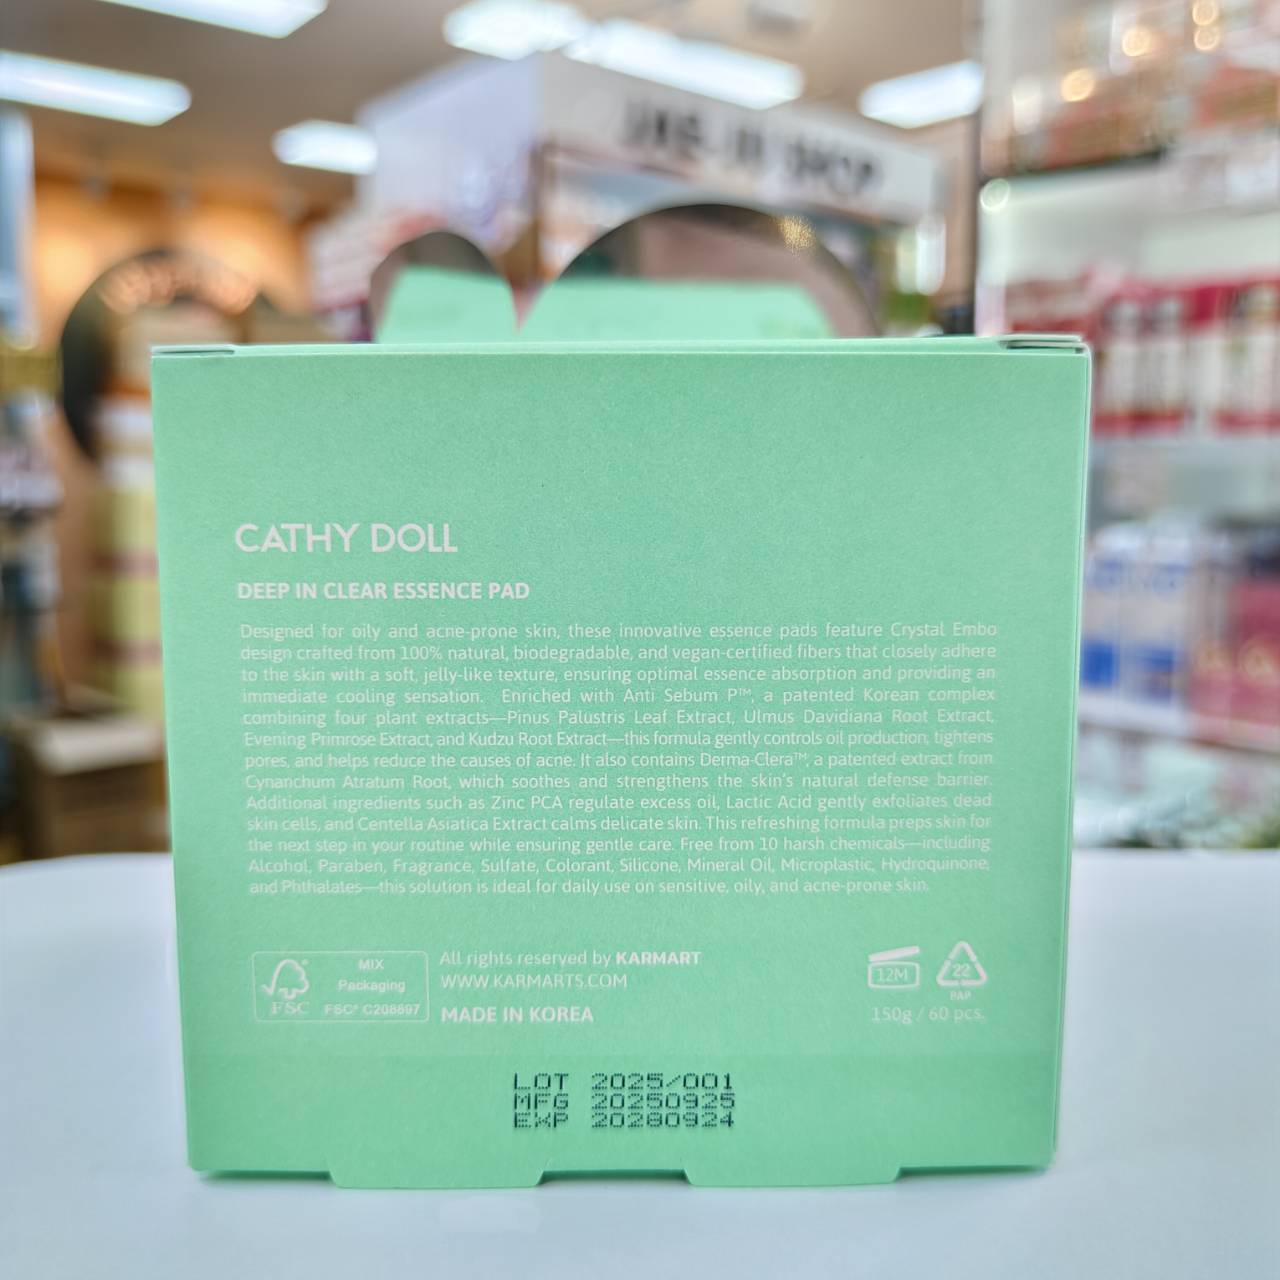 CATHY DOLL
DEEP IN CLEAR ESSENCE PAD
Designed for oily and acne-prone skin, these innovative essence pads feature Crystal Embo
design crafted from 100% natural, biodegradable, and vegan-certified fibers that closely adhere
to the skin with a soft, jelly-like texture, ensuring optimal essence absorption and providing an
immediate cooling sensation. Enriched with Anti Sebum P™, a patented Korean complex
combining four plant extracts—Pinus Palustris Leaf Extract, Ulmus Davidiana Root Extract,
Evening Primrose Extract, and Kudzu Root Extract—this formula gently controls oil production, tightens
pores, and helps reduce the causes of acne. It also contains Derma-Clera™, a patented extract from
Cynanchum Atratum Root, which soothes and strengthens the skin's natural defense barrier.
Additional ingredients such as Zinc PCA regulate excess oil, Lactic Acid gently exfoliates dead
skin cells, and Centella Asiatica Extract calms delicate skin. This refreshing formula preps skin for
the next step in your routine while ensuring gentle care. Free from 10 harsh chemicals—including
Alcohol, Paraben, Fragrance, Sulfate, Colorant, Silicone, Mineral Oil, Microplastic, Hydroquinone,
and Phthalates—this solution is ideal for daily use on sensitive, oily, and acne-prone skin.
FSC
MIX
Packaging
FSC® C208897
All rights reserved by KARMART
WWW.KARMARTS.COM
MADE IN KOREA
12M
22
PAP
150g / 60 pcs.
LOT 2025/001
MFG 20250925
EXP 20280924